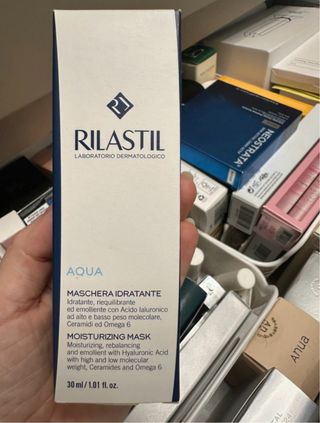 RILASTIL
LABORATORIO DERMATOLOGICO
AQUA
MASCHERA IDRATANTE
Idratante, riequilibrante
ed emolliente con Acido Ialuronico
ad alto e basso peso molecolare,
Ceramidi ed Omega 6
MOISTURIZING MASK
Moisturizing, rebalancing
and emollient with Hyaluronic Acid
with high and low molecular
weight, Ceramides and Omega 6
30 ml / 1.01 fl. oz.
NEOSTRATA
Anua